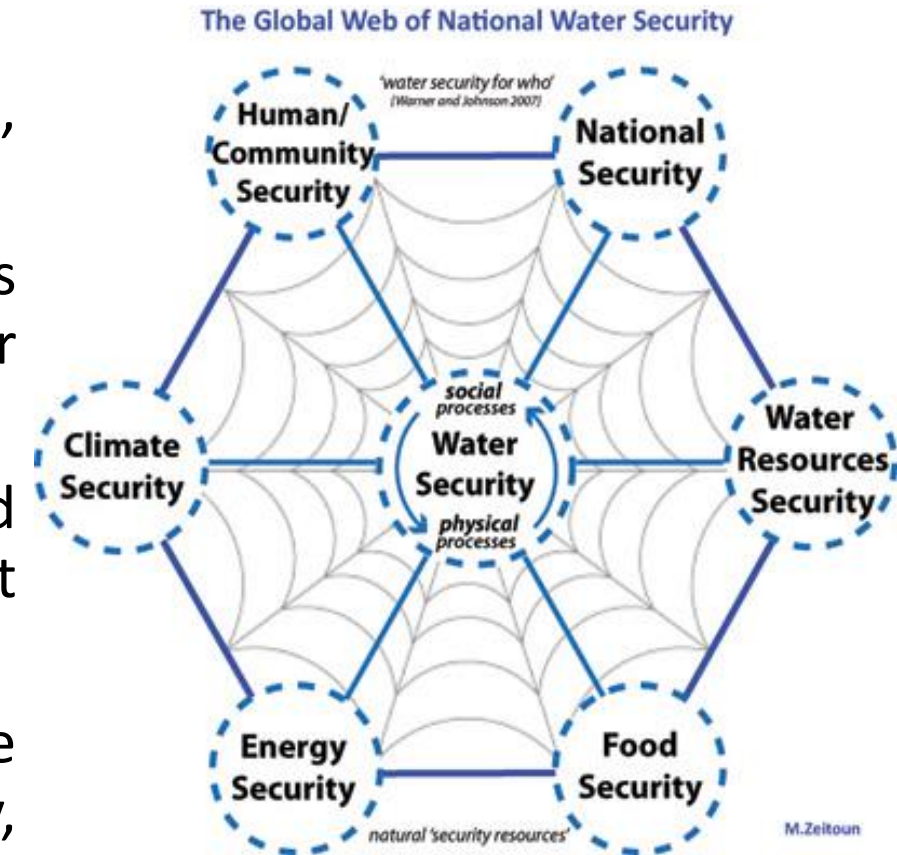 The Global Web of National Water Security
'water security for who'
(Warner and Johnson 2007)
,
Human/
Community
Security
National
Security
s
r
social
processes
Water
Security
physical
processes
Climate
Security
Water
Resources
Security
d
t
Energy
Security
Food
Security
e
,
natural 'security resources'
M.Zeitoun